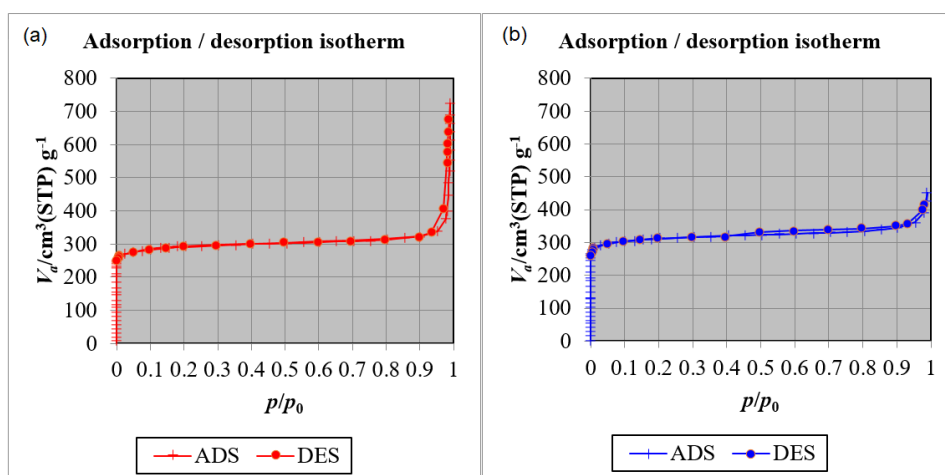 (a)
Adsorption / desorption isotherm
800
700
600
500
400
300
200
100
0
Va/cm3(STP) g-1
0 0.1 0.2 0.3 0.4 0.5 0.6 0.7 0.8 0.9 1
p/p0
ADS DES
(b)
Adsorption / desorption isotherm
800
700
600
500
400
300
200
100
0
Va/cm3(STP) g-1
0 0.1 0.2 0.3 0.4 0.5 0.6 0.7 0.8 0.9 1
p/p0
ADS DES